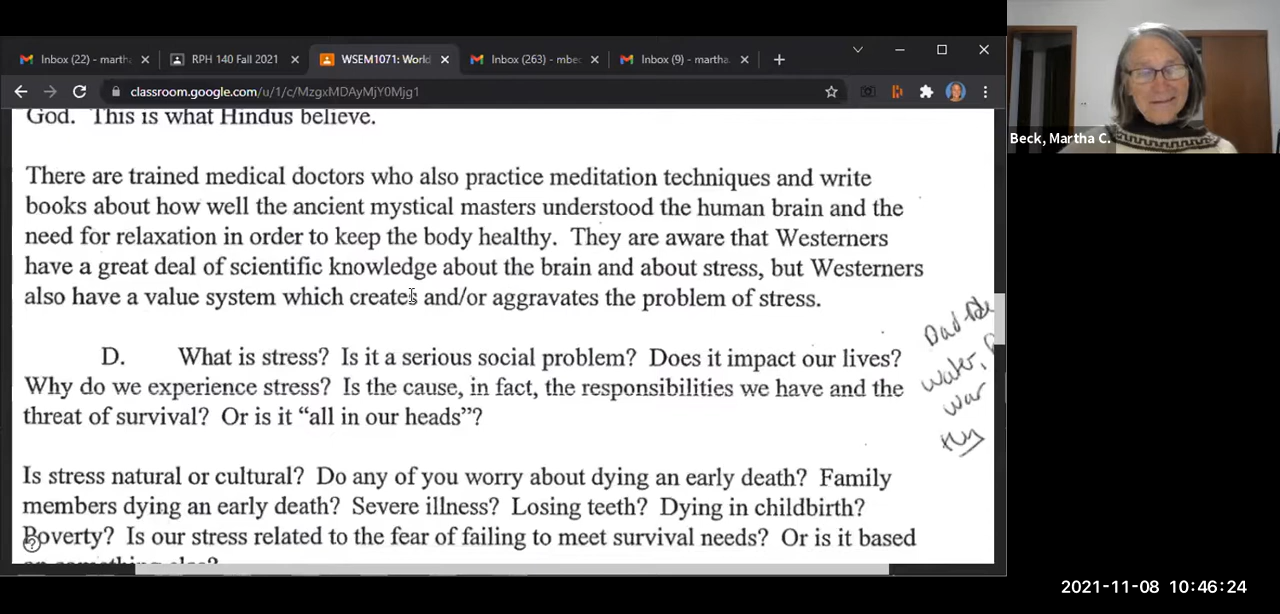 Inbox (22) - marth
RPH 140 Fall 2021
WSEM1071: World
Inbox (263) - mbec
Inbox (9) - martha.
classroom.google.com/u/1/c/MzgxMDAyMjY0Mjg1
God. This is what Hindus believe.
There are trained medical doctors who also practice meditation techniques and write
books about how well the ancient mystical masters understood the human brain and the
need for relaxation in order to keep the body healthy. They are aware that Westerners
have a great deal of scientific knowledge about the brain and about stress, but Westerners
also have a value system which creates and/or aggravates the problem of stress.
D. What is stress? Is it a serious social problem? Does it impact our lives?
Why do we experience stress? Is the cause, in fact, the responsibilities we have and the
threat of survival? Or is it “all in our heads”?
Is stress natural or cultural? Do any of you worry about dying an early death? Family
members dying an early death? Severe illness? Losing teeth? Dying in childbirth?
Poverty? Is our stress related to the fear of failing to meet survival needs? Or is it based
on something else?
Dad
water,
war
Beck, Martha C.
2021-11-08 10:46:24